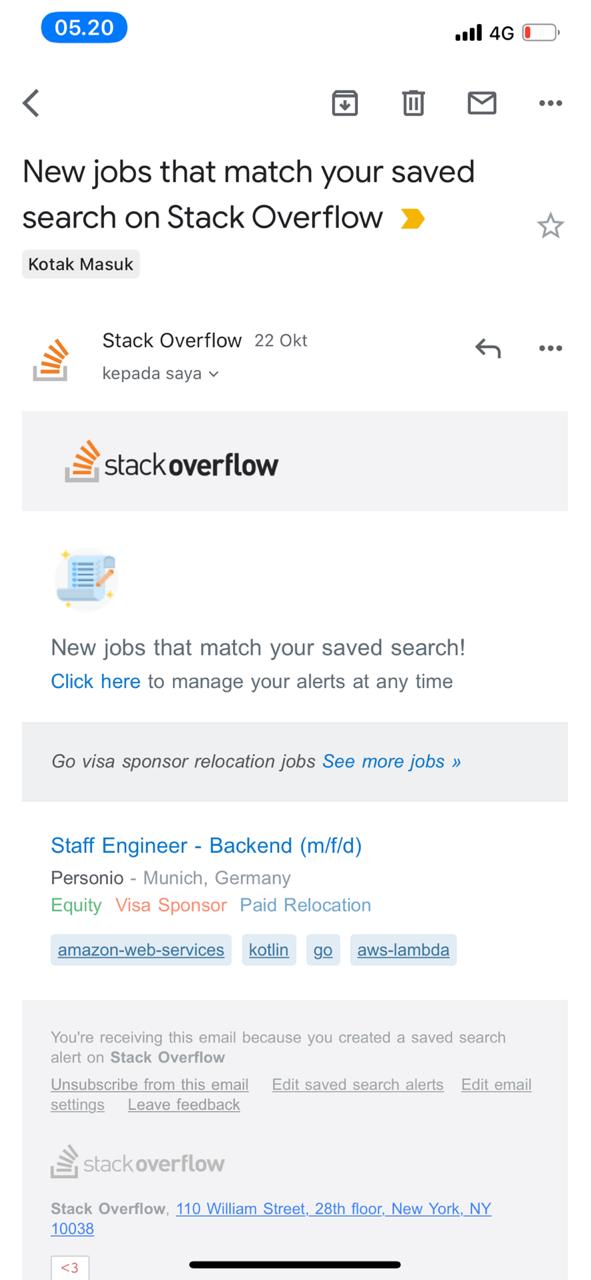 05.20
4G
New jobs that match your saved
search on Stack Overflow
Kotak Masuk
Stack Overflow 22 Okt
kepada saya
stackoverflow
New jobs that match your saved search!
Click here to manage your alerts at any time
Go visa sponsor relocation jobs See more jobs »
Staff Engineer - Backend (m/f/d)
Personio - Munich, Germany
Equity Visa Sponsor Paid Relocation
amazon-web-services kotlin go aws-lambda
You're receiving this email because you created a saved search
alert on Stack Overflow
Unsubscribe from this email Edit saved search alerts Edit email
settings Leave feedback
stackoverflow
Stack Overflow, 110 William Street, 28th floor, New York, NY
10038
<3